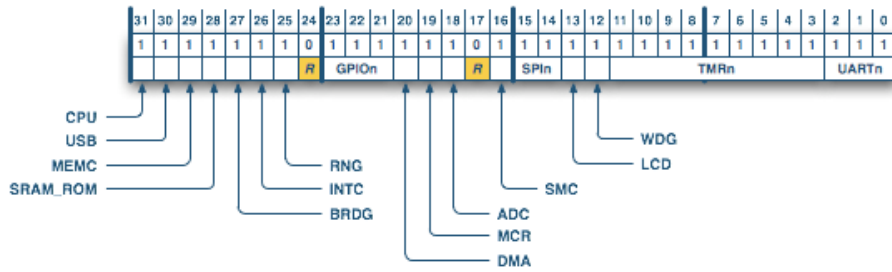 31 30 29 28 27 26 25 24 23 22 21 20 19 18 17 16 15 14 13 12 11 10 9 8 7 6 5 4 3 2 1 0
1 1 1 1 1 1 1 0 1 1 1 1 1 1 0 1 1 1 1 1 1 1 1 1 1 1 1 1 1 1 1 1
R GPIOn R SPIn TMRn UARTn
CPU
USB
MEMC
SRAM_ROM
RNG
INTC
BRDG
SMC
ADC
MCR
DMA
WDG
LCD